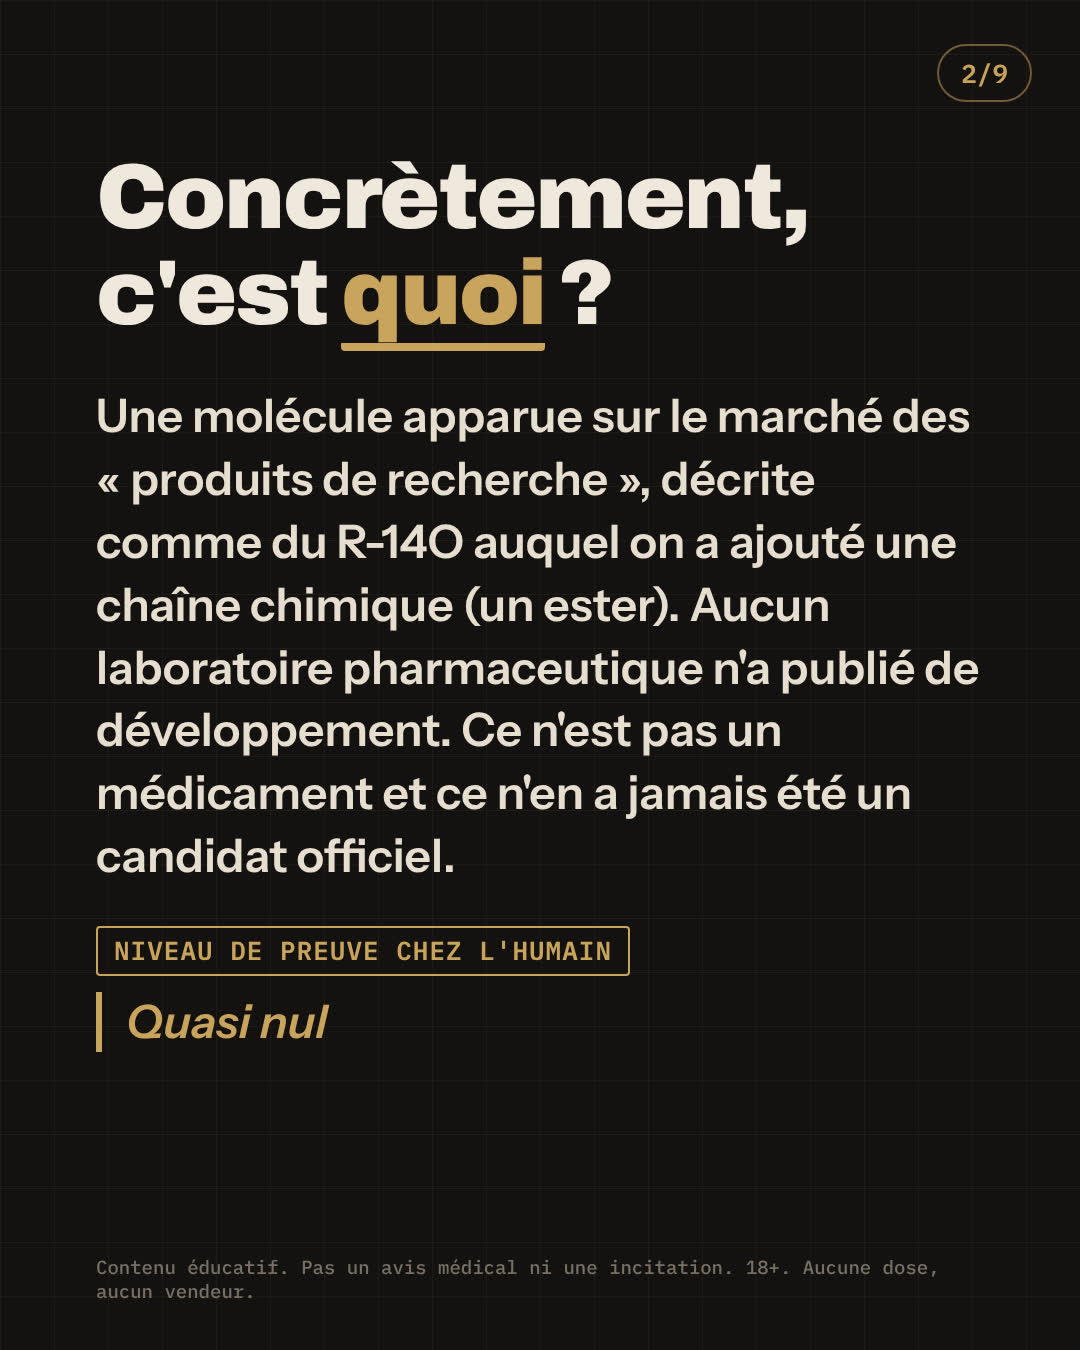 2/9
Concrètement,
c'est quoi ?
Une molécule apparue sur le marché des
« produits de recherche », décrite
comme du R-140 auquel on a ajouté une
chaîne chimique (un ester). Aucun
laboratoire pharmaceutique n'a publié de
développement. Ce n'est pas un
médicament et ce n'en a jamais été un
candidat officiel.
NIVEAU DE PREUVE CHEZ L'HUMAIN
Quasi nul
Contenu éducatif. Pas un avis médical ni une incitation. 18+. Aucune dose,
aucun vendeur.